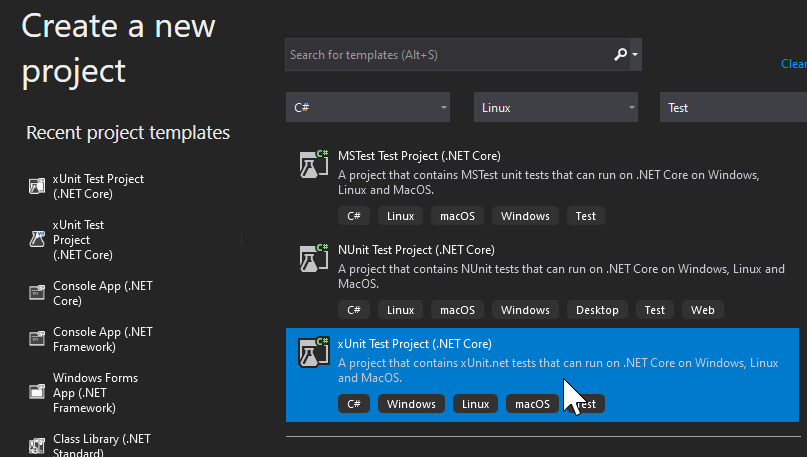 Create a new
project
Search for templates (Alt+S)
Clear
C#
Linux
Test
Recent project templates
xUnit Test Project
(.NET Core)
xUnit Test
Project
(.NET Core)
Console App (.NET
Core)
Console App (.NET
Framework)
Windows Forms
App (.NET
Framework)
Class Library (.NET
Standard)
C#
MSTest Test Project (.NET Core)
A project that contains MSTest unit tests that can run on .NET Core on Windows,
Linux and MacOS.
C# Linux macOS Windows Test
C#
NUnit Test Project (.NET Core)
A project that contains NUnit tests that can run on .NET Core on Windows, Linux and
MacOS.
C# Linux macOS Windows Desktop Test Web
C#
xUnit Test Project (.NET Core)
A project that contains xUnit.net tests that can run on .NET Core on Windows, Linux
and MacOS.
C# Windows Linux macOS Test